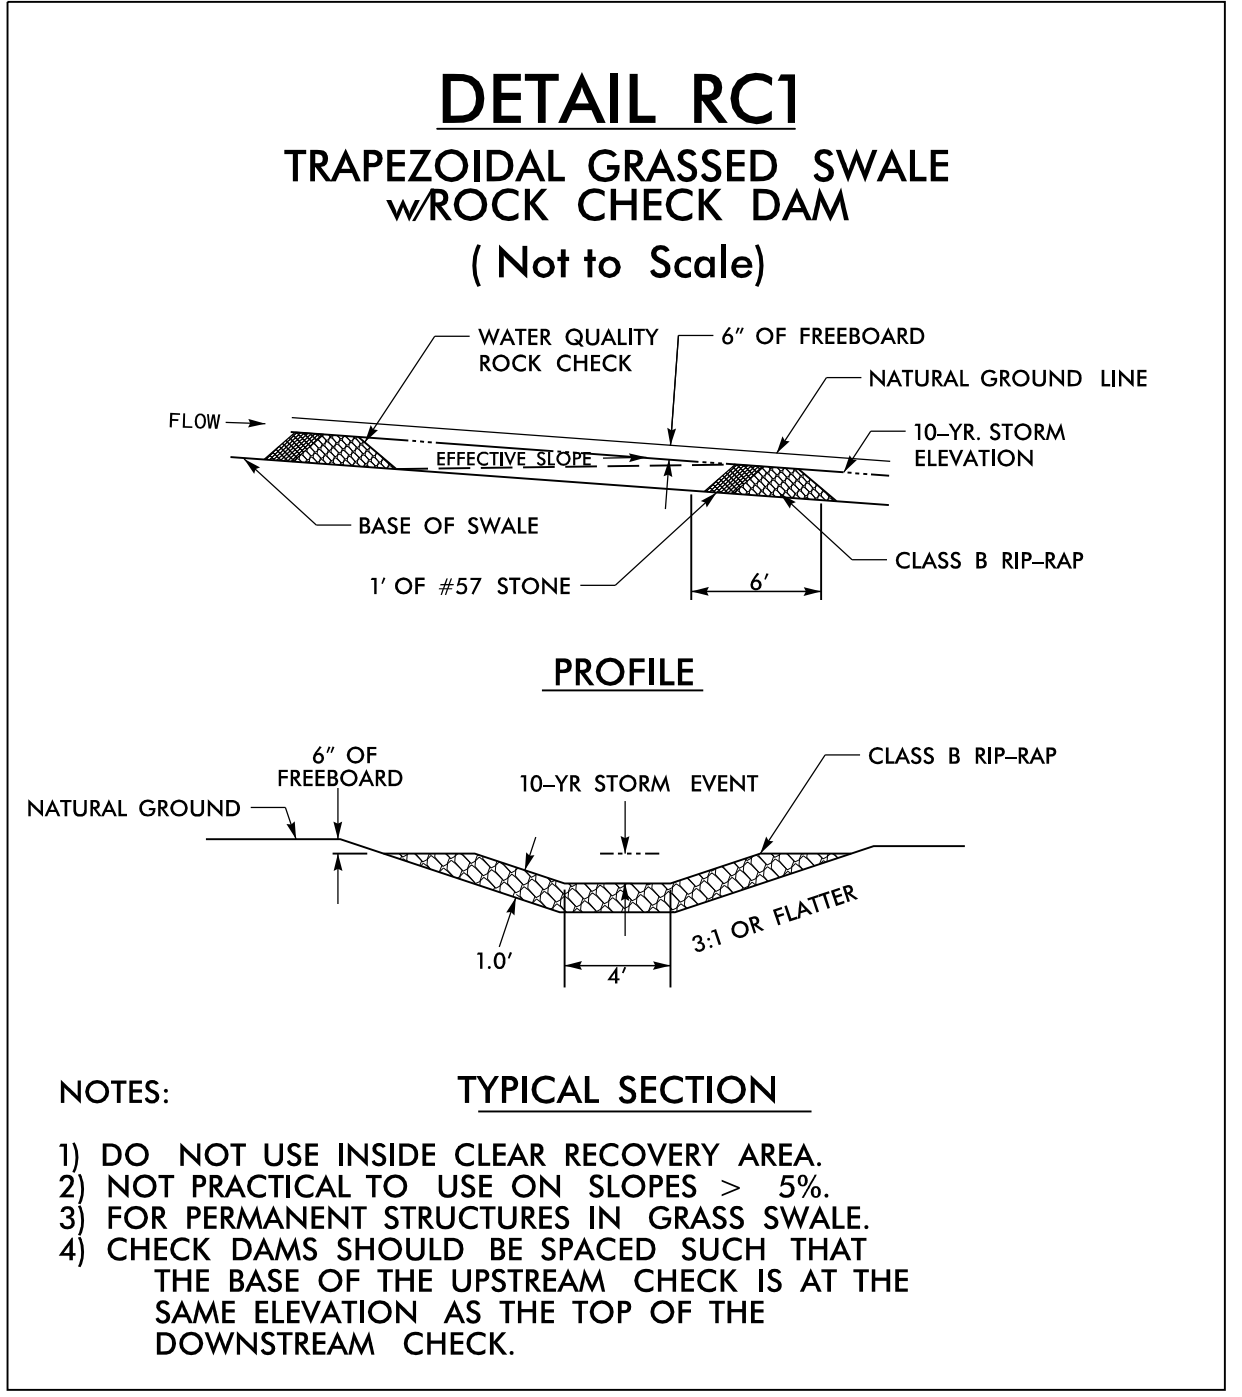 DETAIL RC1
TRAPEZOIDAL GRASSED SWALE
w/ROCK CHECK DAM
( Not to Scale)
WATER QUALITY
ROCK CHECK
6" OF FREEBOARD
NATURAL GROUND LINE
FLOW
10-YR. STORM
ELEVATION
EFFECTIVE SLOPE
BASE OF SWALE
CLASS B RIP-RAP
1' OF #57 STONE
6'
PROFILE
6" OF
FREEBOARD
10-YR STORM EVENT
CLASS B RIP-RAP
NATURAL GROUND
3:1 OR FLATTER
1.0'
4'
NOTES:
TYPICAL SECTION
1) DO NOT USE INSIDE CLEAR RECOVERY AREA.
2) NOT PRACTICAL TO USE ON SLOPES > 5%.
3) FOR PERMANENT STRUCTURES IN GRASS SWALE.
4) CHECK DAMS SHOULD BE SPACED SUCH THAT
THE BASE OF THE UPSTREAM CHECK IS AT THE
SAME ELEVATION AS THE TOP OF THE
DOWNSTREAM CHECK.